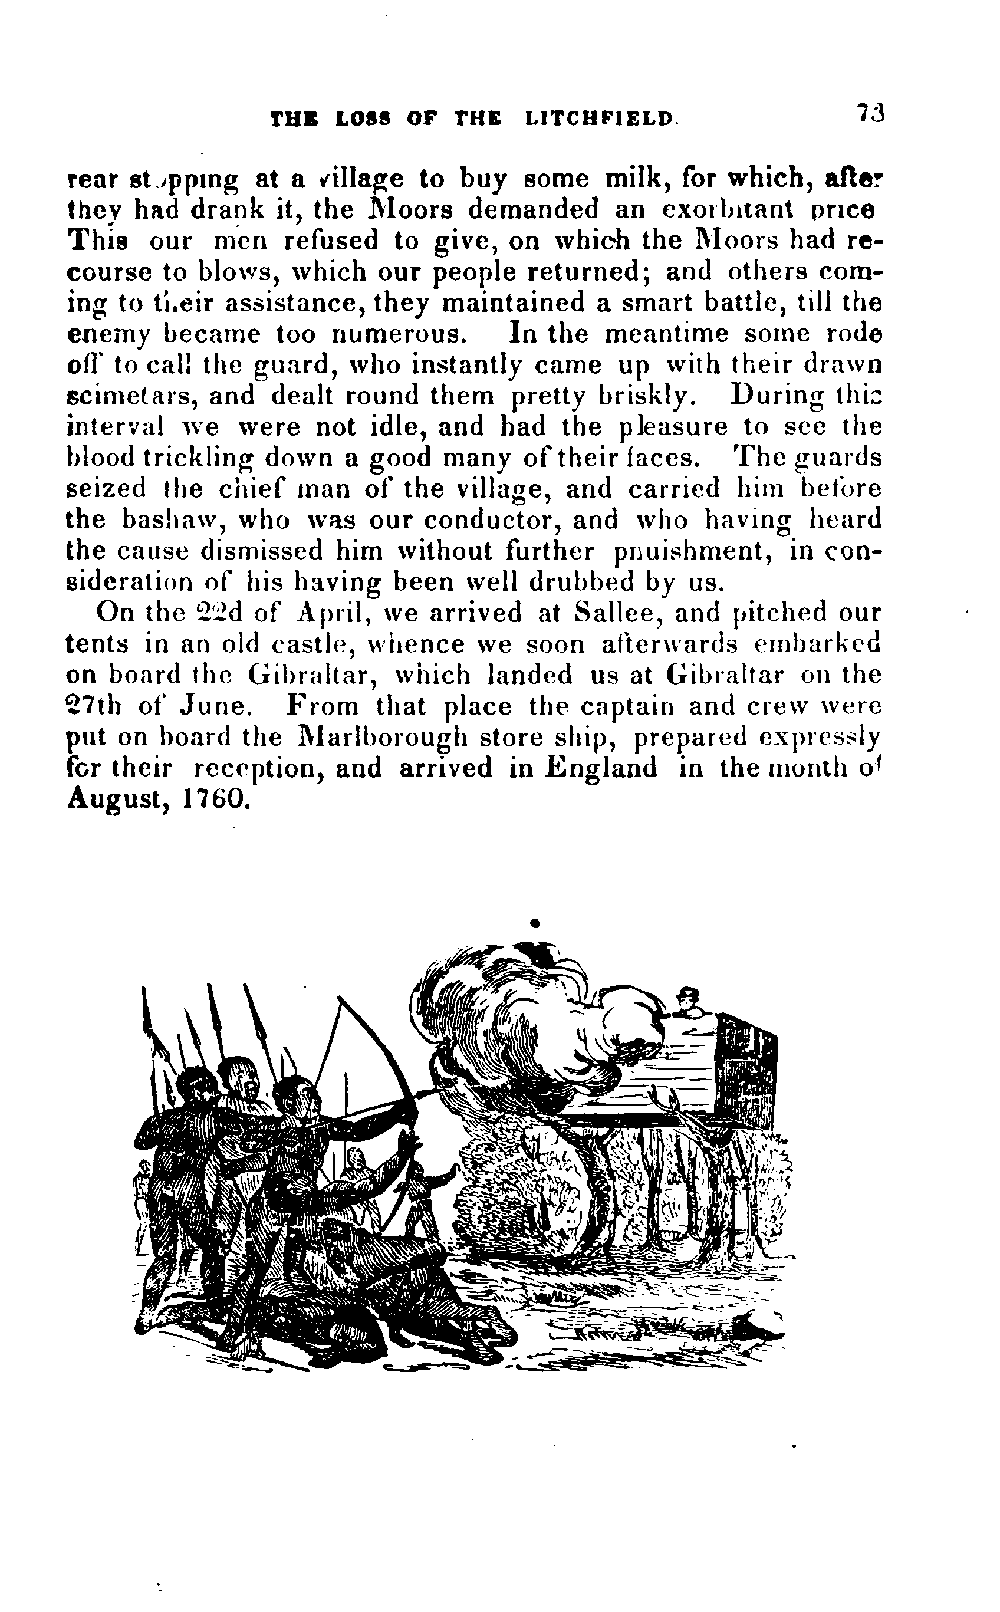 THE LOSS OF THE LITCHFIELD. 73
rear stopping at a village to buy some milk, for which, after
they had drank it, the Moors demanded an exorbitant price
This our men refused to give, on which the Moors had re-
course to blows, which our people returned; and others com-
ing to their assistance, they maintained a smart battle, till the
enemy became too numerous. In the meantime some rode
off to call the guard, who instantly came up with their drawn
scimetars, and dealt round them pretty briskly. During this
interval we were not idle, and had the pleasure to see the
blood trickling down a good many of their faces. The guards
seized the chief man of the village, and carried him before
the bashaw, who was our conductor, and who having heard
the cause dismissed him without further pnuishment, in con-
sideration of his having been well drubbed by us.
On the 22d of April, we arrived at Sallee, and pitched our
tents in an old castle, whence we soon afterwards embarked
on board the Gibraltar, which landed us at Gibraltar on the
27th of June. From that place the captain and crew were
put on board the Marlborough store ship, prepared expressly
for their reception, and arrived in England in the month of
August, 1760.